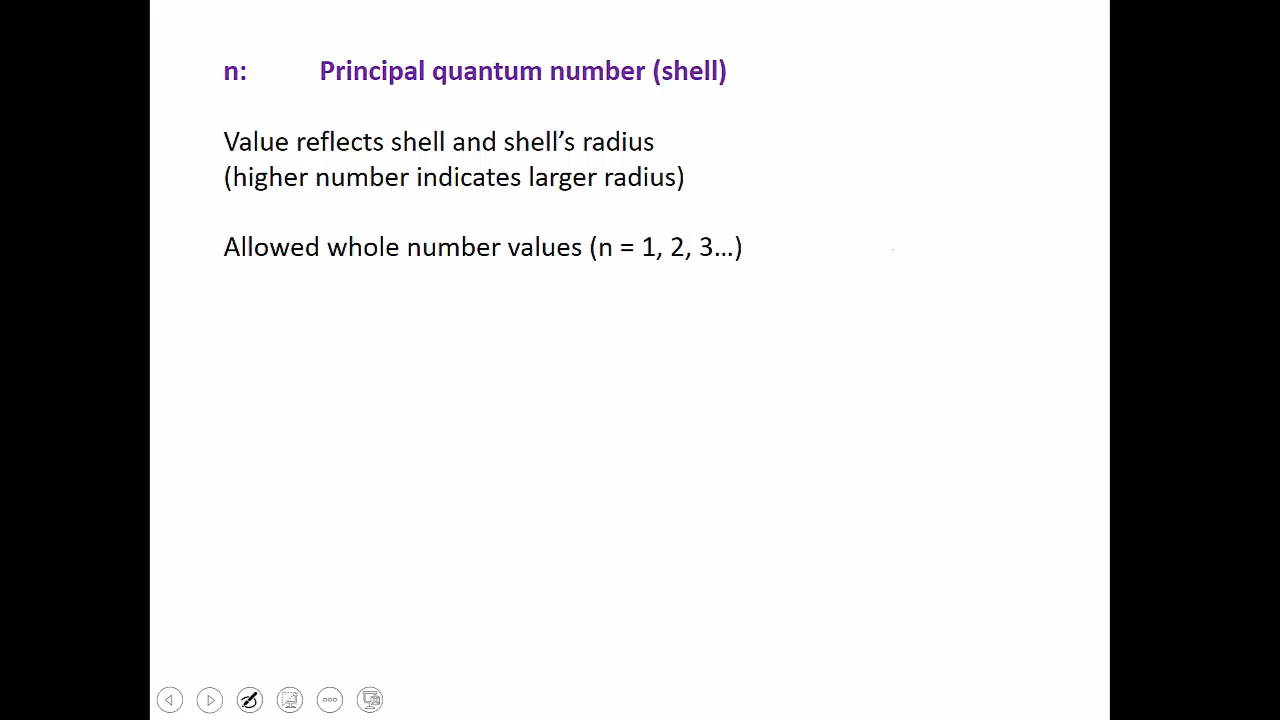 n: Principal quantum number (shell)
Value reflects shell and shell’s radius
(higher number indicates larger radius)
Allowed whole number values (n = 1, 2, 3…)